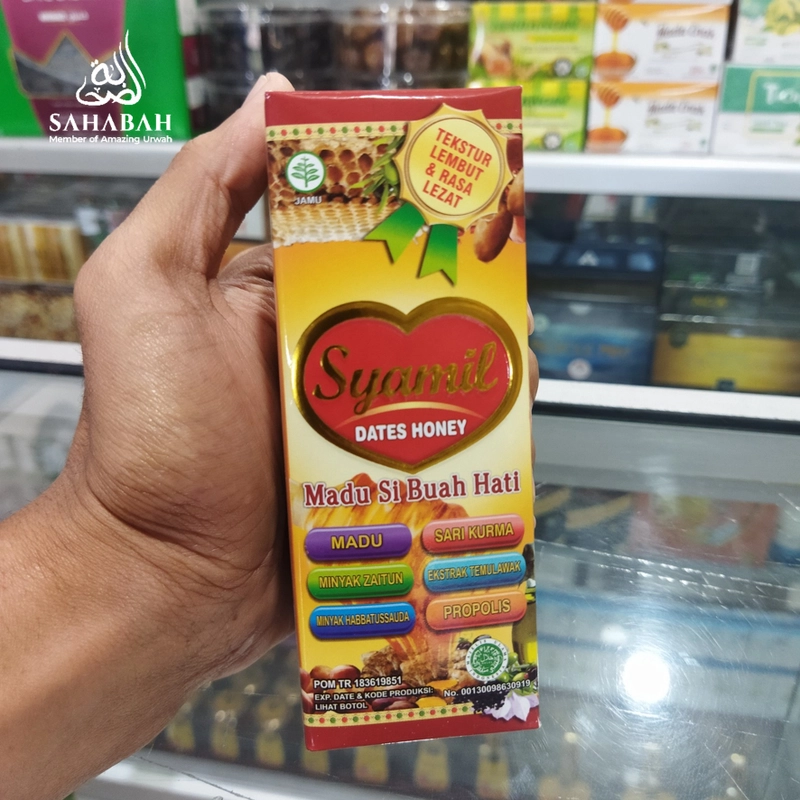 الصحابة
SAHABAH
Member of Amazing Urwah
JAMU
TEKSTUR
LEMBUT
& RASA
LEZAT
Syamil
DATES HONEY
Madu Si Buah Hati
MADU
SARI KURMA
MINYAK ZAITUN
EKSTRAK TEMULAWAK
MINYAK HABBATUSSAUDA
PROPOLIS
POM TR 183619851
EXP. DATE & KODE PRODUKSI:
LIHAT BOTOL
No. 00130098630919